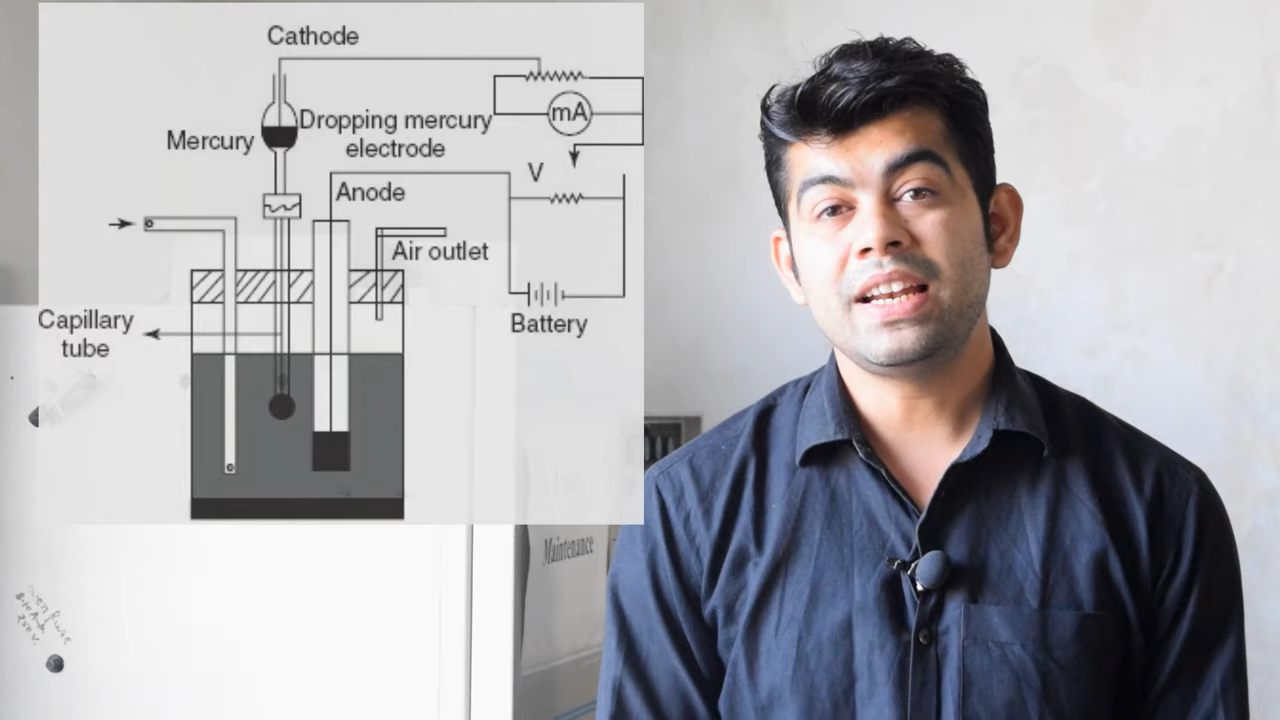 Cathode
mA
Dropping mercury
electrode
Mercury
V
Anode
Air outlet
Capillary
tube
Battery
Maintenance